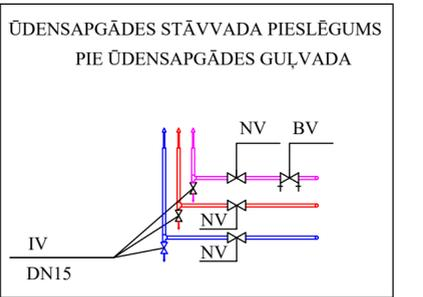 ŪDENSAPGĀDES STĀVVADA PIESLĒGUMS
PIE ŪDENSAPGĀDES GUĻVADA
NV BV
NV
IV
NV
DN15